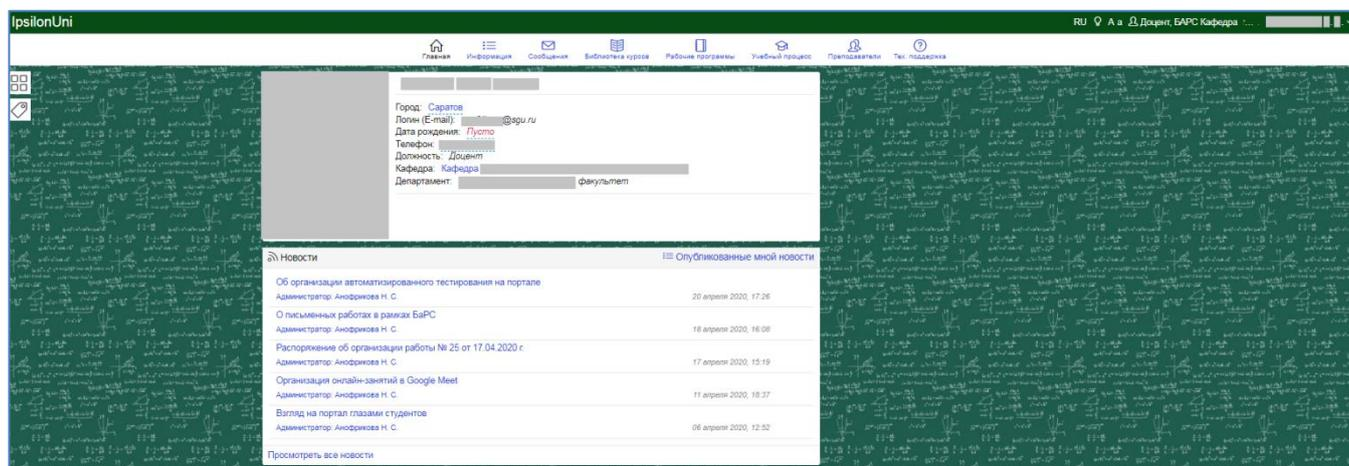 IpsilonUni
RU А а Доцент, БАРС Кафедра
Главная Информация Сообщения Библиотека курсов Рабочие программы Учебный процесс Преподаватели Тех. поддержка
Город: Саратов
Логин (E-mail): @sgu.ru
Дата рождения: Пусто
Телефон:
Должность: Доцент
Кафедра: Кафедра
Департамент: факультет
Новости Опубликованные мной новости
Об организации автоматизированного тестирования на портале
Администратор: Анофрикова Н. С. 20 апреля 2020, 17:26
О письменных работах в рамках БаРС
Администратор: Анофрикова Н. С. 18 апреля 2020, 16:08
Распоряжение об организации работы № 25 от 17.04.2020 г.
Администратор: Анофрикова Н. С. 17 апреля 2020, 15:19
Организация онлайн-занятий в Google Meet
Администратор: Анофрикова Н. С. 11 апреля 2020, 18:37
Взгляд на портал глазами студентов
Администратор: Анофрикова Н. С. 06 апреля 2020, 12:52
Просмотреть все новости